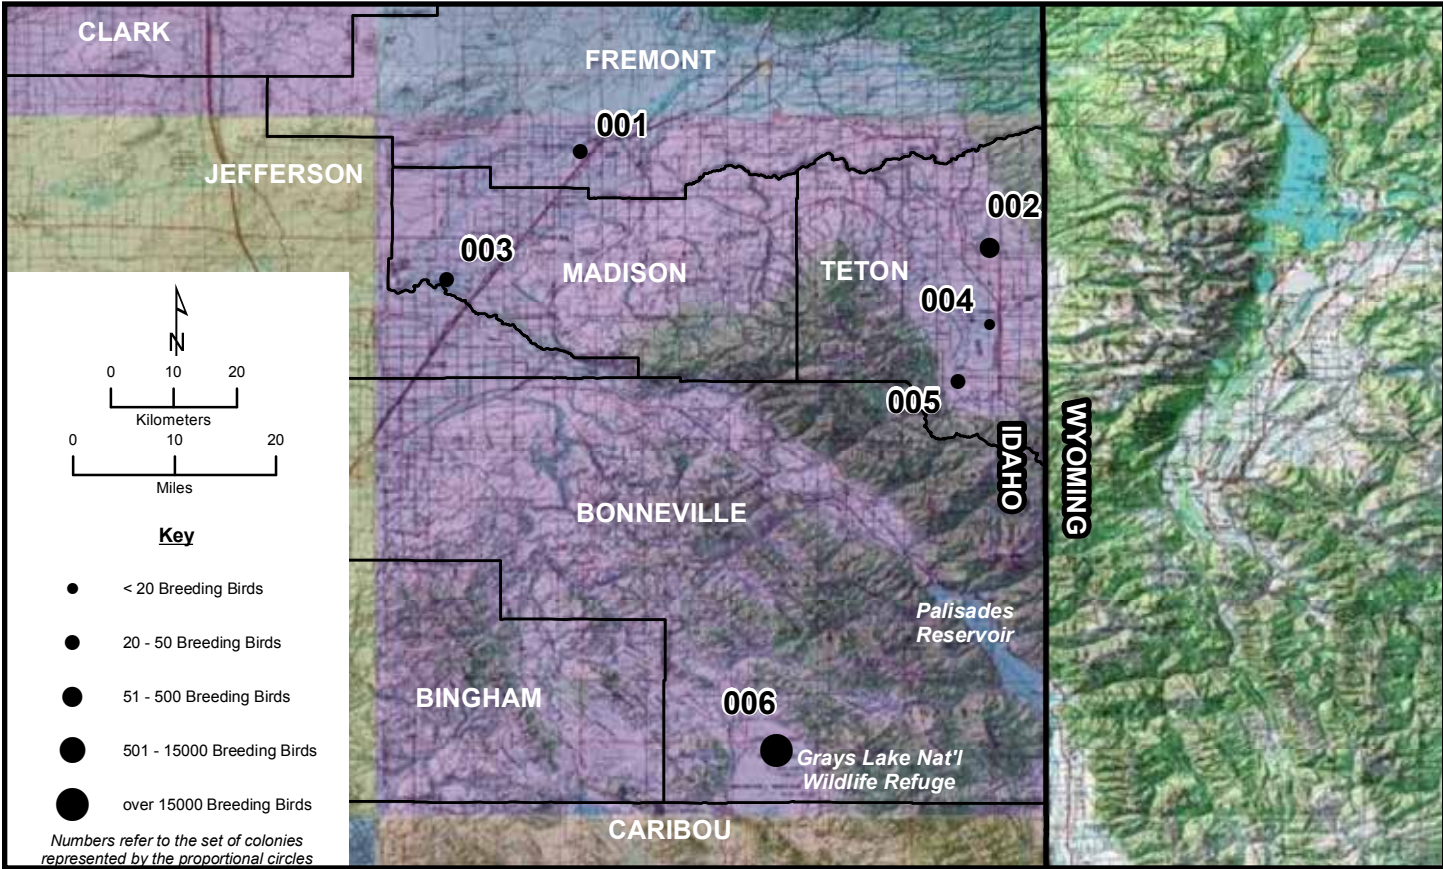 CLARK
FREMONT
001
JEFFERSON
002
003
MADISON
TETON
004
005
IDAHO
WYOMING
BONNEVILLE
Palisades
Reservoir
BINGHAM
006
Grays Lake Nat'l
Wildlife Refuge
CARIBOU
N
0 10 20
Kilometers
0 10 20
Miles
Key
< 20 Breeding Birds
20 - 50 Breeding Birds
51 - 500 Breeding Birds
501 - 15000 Breeding Birds
over 15000 Breeding Birds
Numbers refer to the set of colonies
represented by the proportional circles